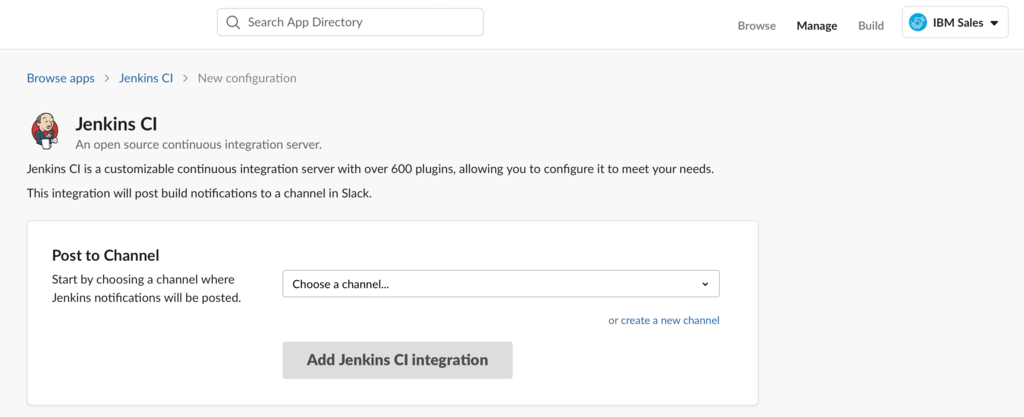 Search App Directory
Browse Manage Build IBM Sales
Browse apps > Jenkins CI > New configuration
Jenkins CI
An open source continuous integration server.
Jenkins CI is a customizable continuous integration server with over 600 plugins, allowing you to configure it to meet your needs.
This integration will post build notifications to a channel in Slack.
Post to Channel
Start by choosing a channel where
Jenkins notifications will be posted.
Choose a channel...
or create a new channel
Add Jenkins CI integration